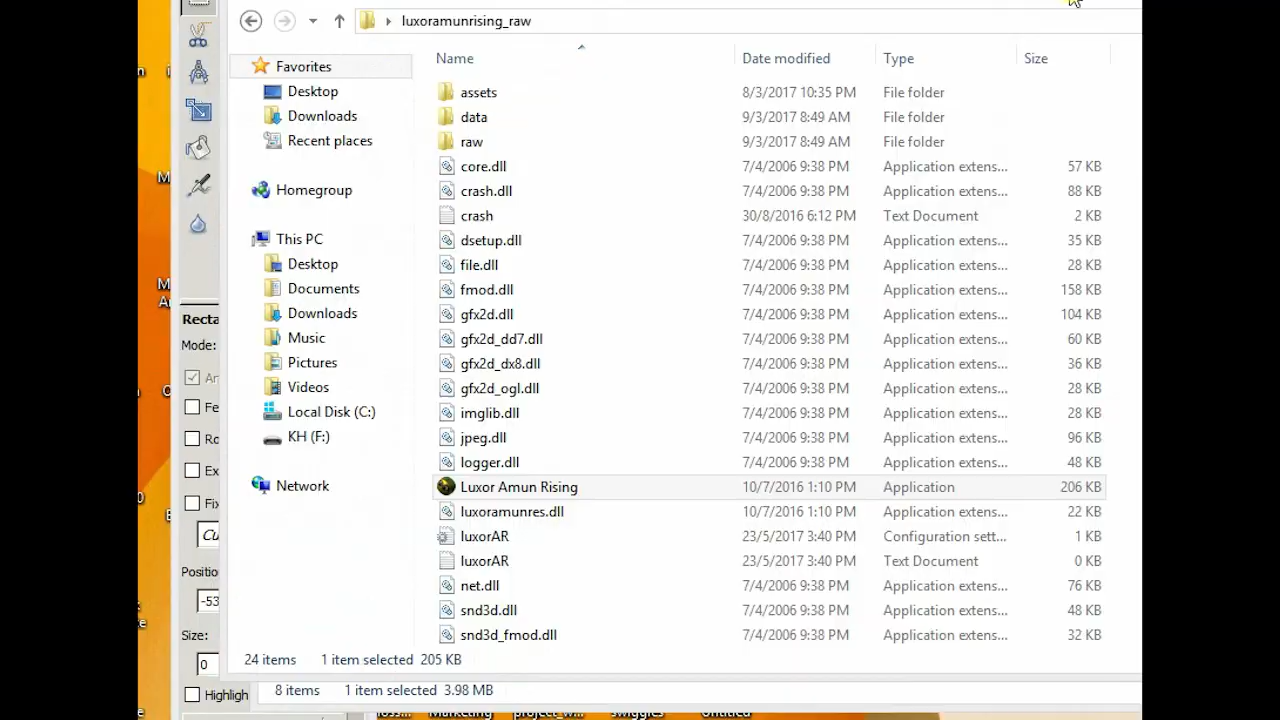 luxoramunrising_raw
Name Date modified Type Size
Favorites
Desktop
Downloads
Recent places
Homegroup
This PC
Desktop
Documents
Downloads
Music
Pictures
Videos
Local Disk (C:)
KH (F:)
Network
assets 8/3/2017 10:35 PM File folder
data 9/3/2017 8:49 AM File folder
raw 9/3/2017 8:49 AM File folder
core.dll 7/4/2006 9:38 PM Application extens... 57 KB
crash.dll 7/4/2006 9:38 PM Application extens... 88 KB
crash 30/8/2016 6:12 PM Text Document 2 KB
dsetup.dll 7/4/2006 9:38 PM Application extens... 35 KB
file.dll 7/4/2006 9:38 PM Application extens... 28 KB
fmod.dll 7/4/2006 9:38 PM Application extens... 158 KB
gfx2d.dll 7/4/2006 9:38 PM Application extens... 104 KB
gfx2d_dd7.dll 7/4/2006 9:38 PM Application extens... 60 KB
gfx2d_dx8.dll 7/4/2006 9:38 PM Application extens... 36 KB
gfx2d_ogl.dll 7/4/2006 9:38 PM Application extens... 28 KB
imglib.dll 7/4/2006 9:38 PM Application extens... 28 KB
jpeg.dll 7/4/2006 9:38 PM Application extens... 96 KB
logger.dll 7/4/2006 9:38 PM Application extens... 48 KB
Luxor Amun Rising 10/7/2016 1:10 PM Application 206 KB
luxoramunres.dll 10/7/2016 1:10 PM Application extens... 22 KB
luxorAR 23/5/2017 3:40 PM Configuration sett... 1 KB
luxorAR 23/5/2017 3:40 PM Text Document 0 KB
net.dll 7/4/2006 9:38 PM Application extens... 76 KB
snd3d.dll 7/4/2006 9:38 PM Application extens... 48 KB
snd3d_fmod.dll 7/4/2006 9:38 PM Application extens... 32 KB
24 items 1 item selected 205 KB
8 items 1 item selected 3.98 MB
Recta
Mode:
Fe
Ro
Ex
Fix
Cu
Position
-53
Size:
0
Highligh